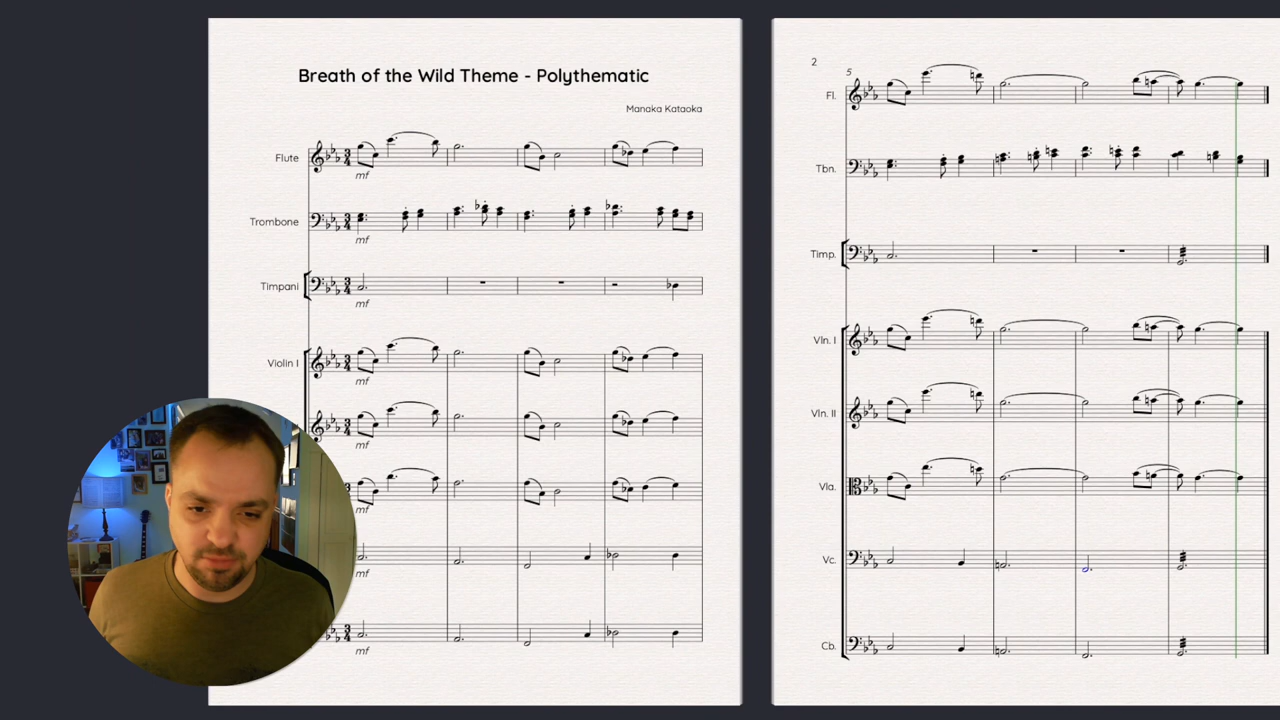 Breath of the Wild Theme - Polythematic
Manaka Kataoka
Flute
mf
Trombone
mf
Timpani
mf
Violin I
mf
mf
mf
mf
mf
2
5
Fl.
Tbn.
Timp.
Vln. I
Vln. II
Vla.
Vc.
Cb.